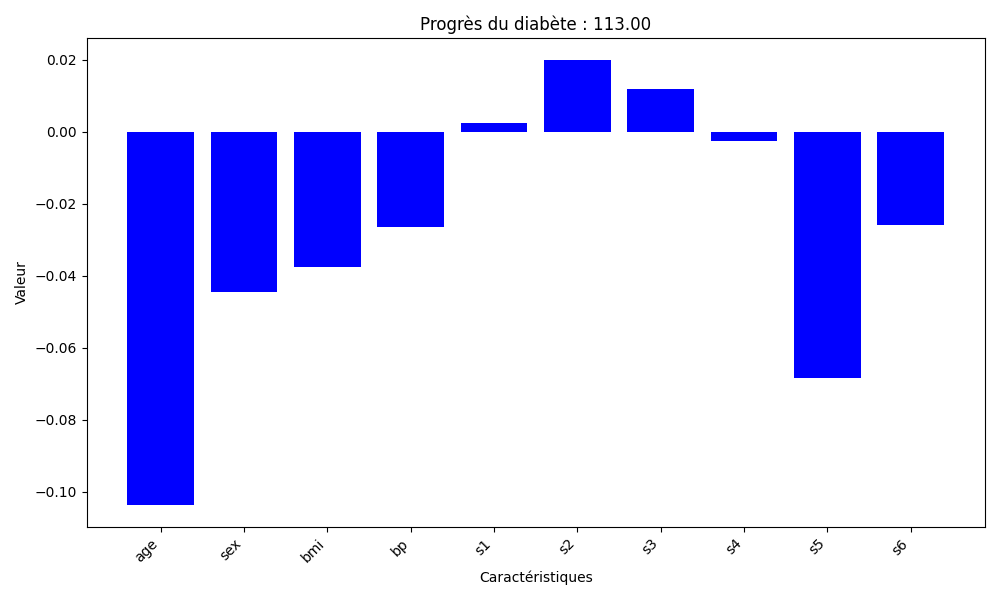 Progrès du diabète : 113.00
0.02
0.00
−0.02
−0.04
−0.06
−0.08
−0.10
Valeur
age
sex
bmi
bp
s1
s2
s3
s4
s5
s6
Caractéristiques